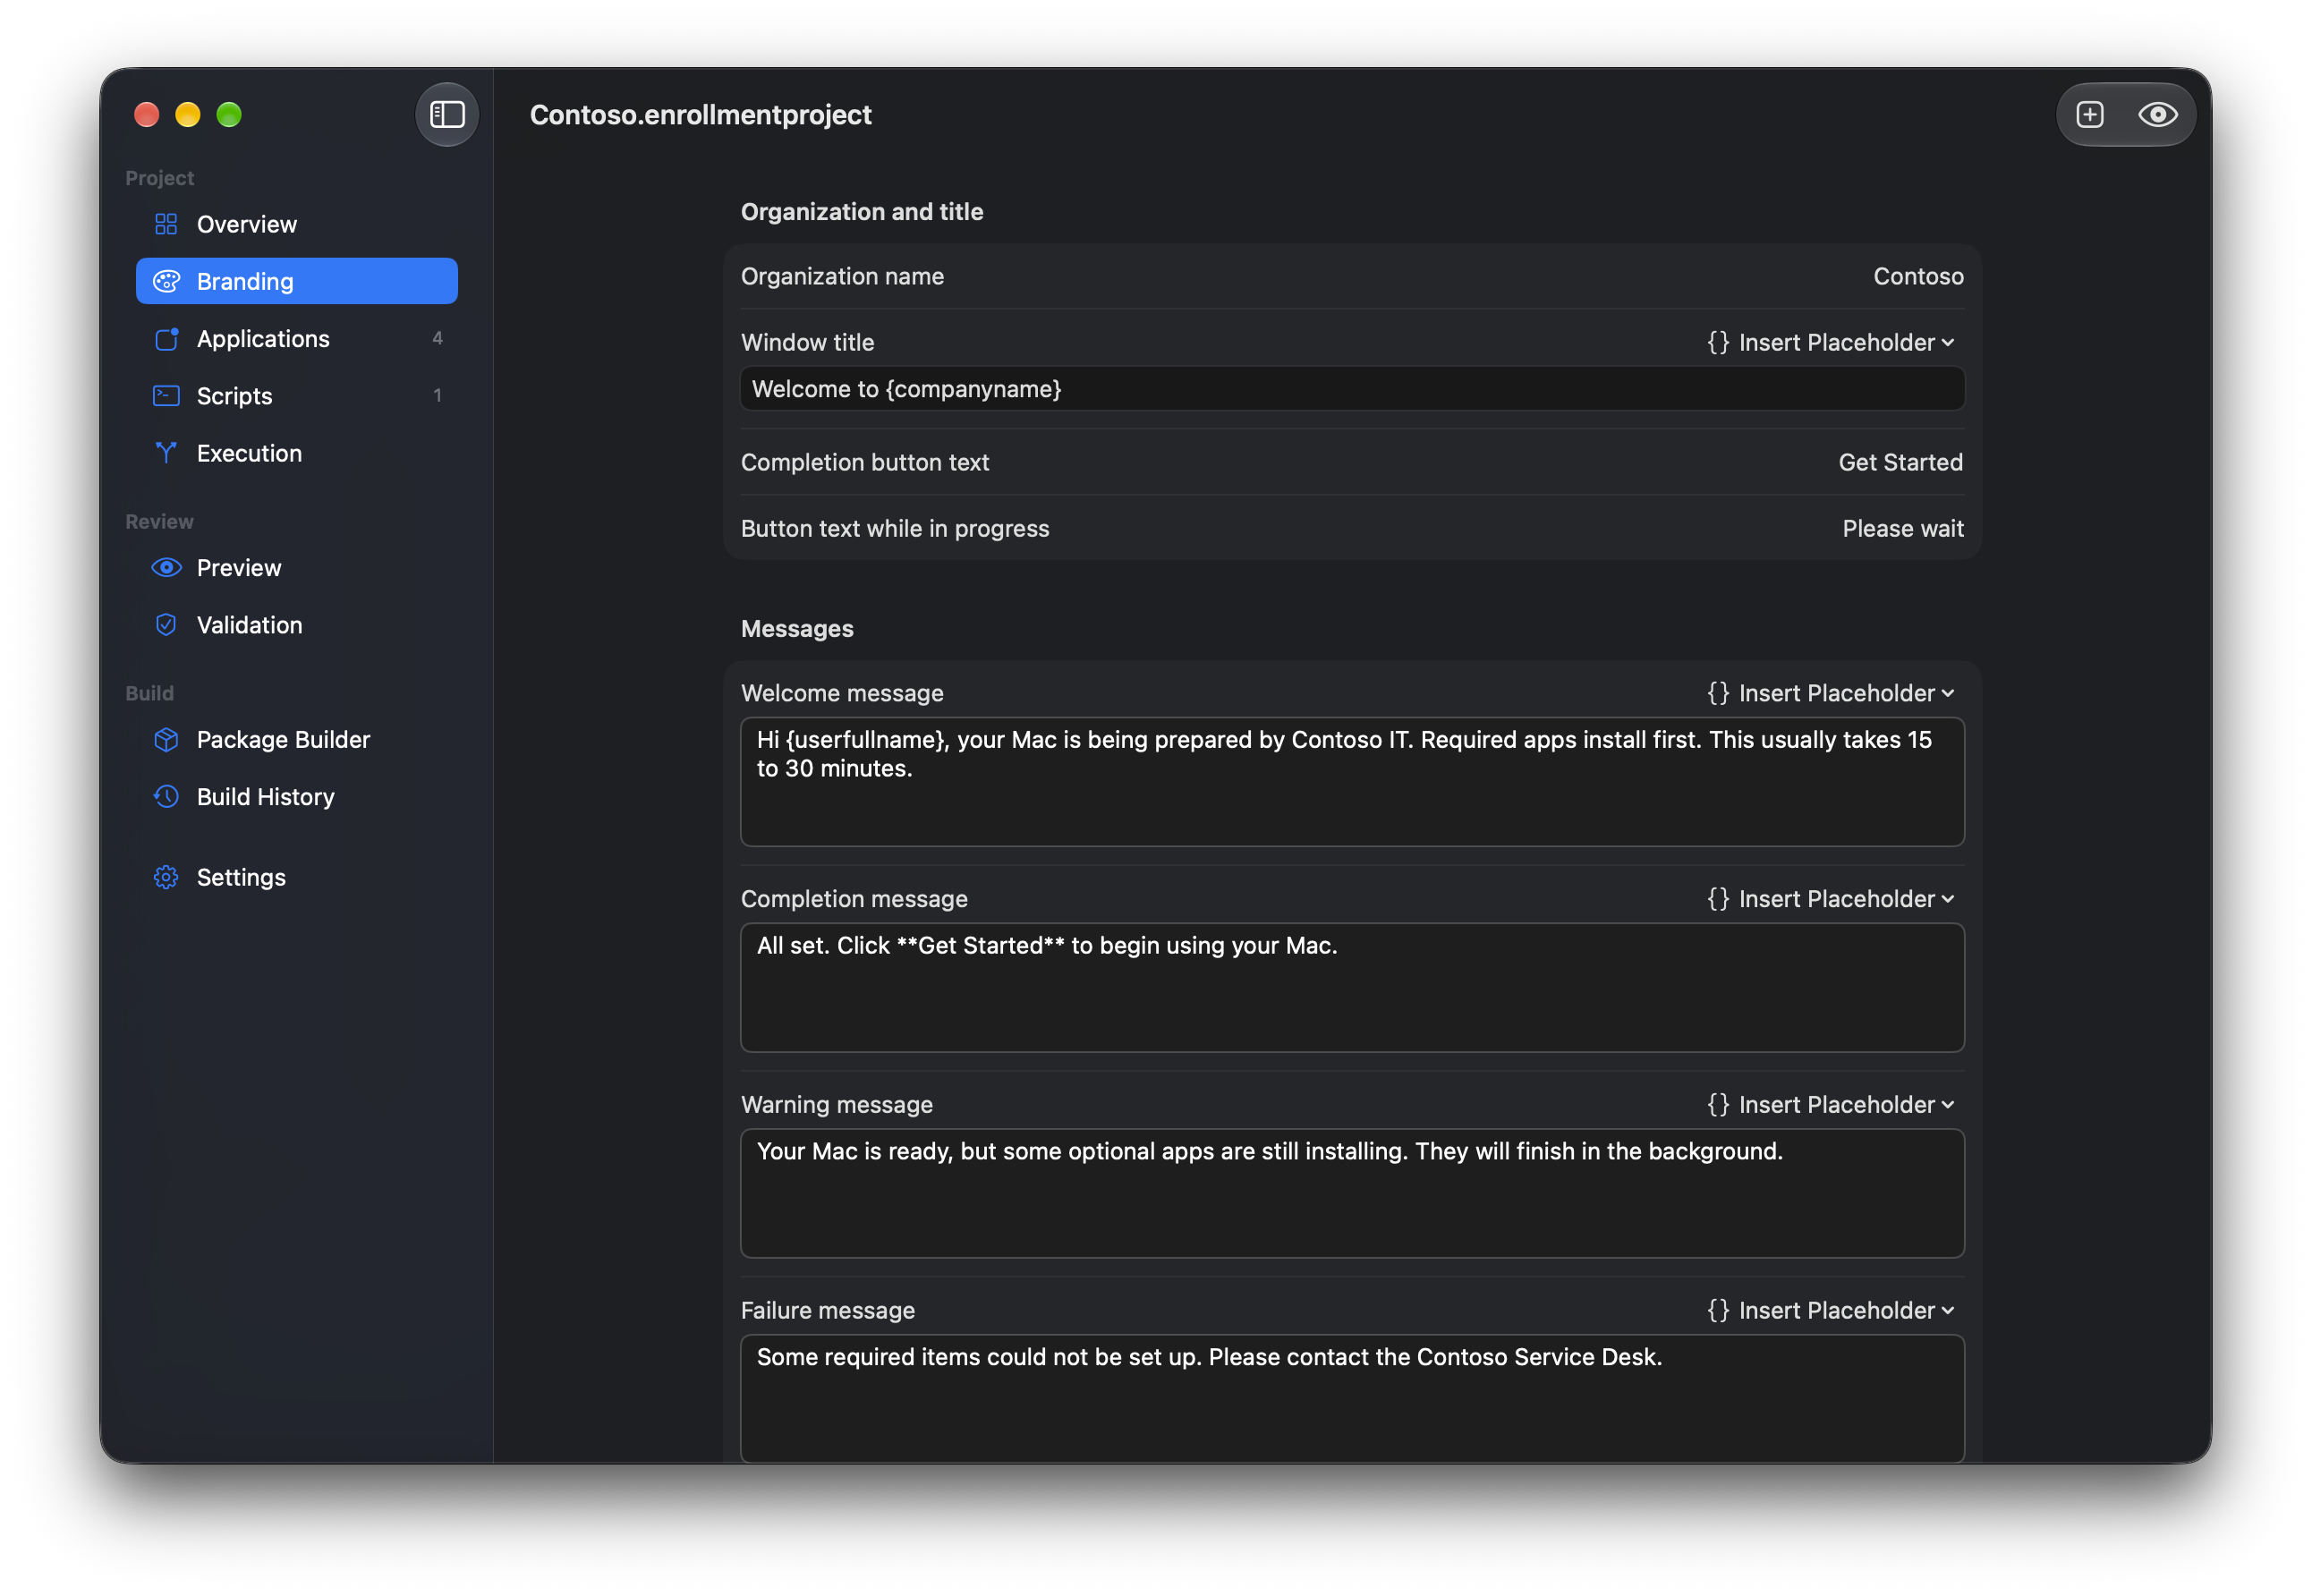 Contoso.enrollmentproject
Project
Overview
Branding
Applications 4
Scripts 1
Execution
Review
Preview
Validation
Build
Package Builder
Build History
Settings
Organization and title
Organization name Contoso
Window title {} Insert Placeholder
Welcome to {companyname}
Completion button text Get Started
Button text while in progress Please wait
Messages
Welcome message {} Insert Placeholder
Hi {userfullname}, your Mac is being prepared by Contoso IT. Required apps install first. This usually takes 15
to 30 minutes.
Completion message {} Insert Placeholder
All set. Click **Get Started** to begin using your Mac.
Warning message {} Insert Placeholder
Your Mac is ready, but some optional apps are still installing. They will finish in the background.
Failure message {} Insert Placeholder
Some required items could not be set up. Please contact the Contoso Service Desk.